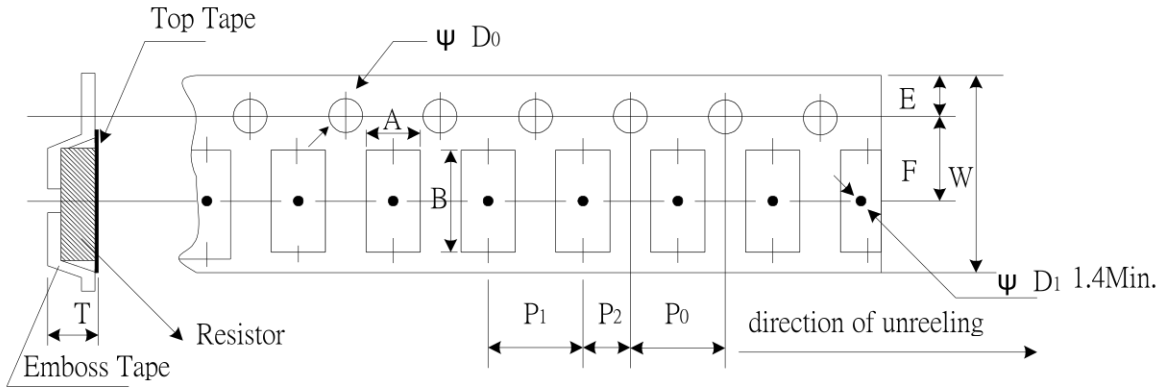 Top Tape
Ψ D0
A
B
E
F
W
Ψ D1 1.4Min.
T
Resistor
Emboss Tape
P1
P2
P0
direction of unreeling